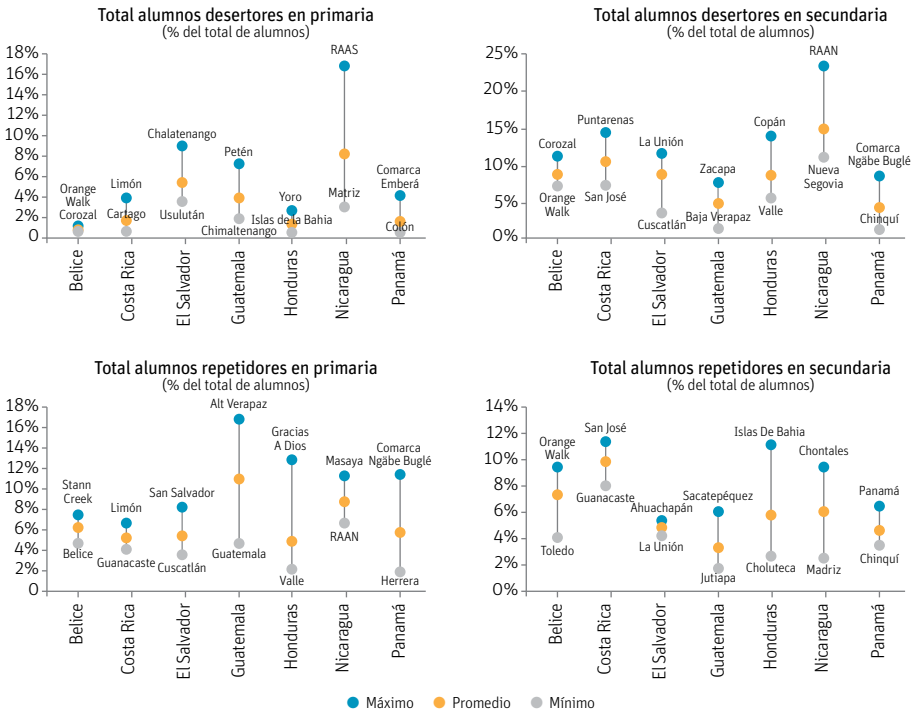 Total alumnos desertores en primaria
(% del total de alumnos)
18%
16%
14%
12%
10%
8%
6%
4%
2%
0
Orange
Walk
Corozal
Limón
Cartago
Chalatenango
Usulután
Petén
Chimaltenango
Yoro
Islas de la Bahia
RAAS
Matriz
Comarca
Emberá
Colón
Belice
Costa Rica
El Salvador
Guatemala
Honduras
Nicaragua
Panamá
Total alumnos desertores en secundaria
(% del total de alumnos)
25%
20%
15%
10%
5%
0%
Corozal
Orange
Walk
Puntarenas
San José
La Unión
Cuscatlán
Zacapa
Baja Verapaz
Copán
Valle
RAAN
Nueva
Segovia
Comarca
Ngäbe Buglé
Chinquí
Belice
Costa Rica
El Salvador
Guatemala
Honduras
Nicaragua
Panamá
Total alumnos repetidores en primaria
(% del total de alumnos)
18%
16%
14%
12%
10%
8%
6%
4%
2%
0
Stann
Creek
Belice
Limón
Guanacaste
San Salvador
Cuscatlán
Alt Verapaz
Guatemala
Gracias
A Dios
Valle
Masaya
RAAN
Comarca
Ngäbe Buglé
Herrera
Belice
Costa Rica
El Salvador
Guatemala
Honduras
Nicaragua
Panamá
Total alumnos repetidores en secundaria
(% del total de alumnos)
14%
12%
10%
8%
6%
4%
2%
0%
Orange
Walk
Toledo
San José
Guanacaste
Ahuachapán
La Unión
Sacatepéquez
Jutiapa
Islas De Bahia
Choluteca
Chontales
Madriz
Panamá
Chinquí
Belice
Costa Rica
El Salvador
Guatemala
Honduras
Nicaragua
Panamá
Máximo
Promedio
Mínimo